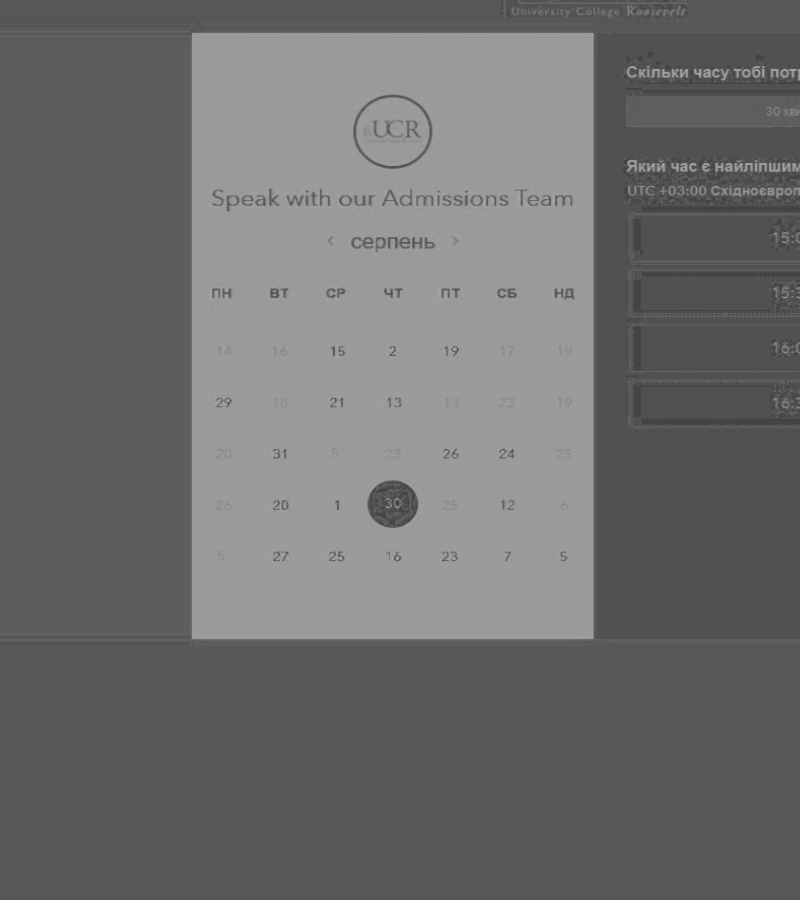 University College Roosevelt
UCR
Speak with our Admissions Team
< серпень >
ПН ВТ СР ЧТ ПТ СБ НД
14 16 15 2 19 17 19
29 18 21 13 13 23 19
20 31 5 23 26 24 25
26 20 1 30 25 12 6
5 27 25 16 23 7 5
Скільки часу тобі потр
30 хви
Який час є найліпшим
UTC +03:00 Східноєвроп
15:0
15:3
16:0
16:3